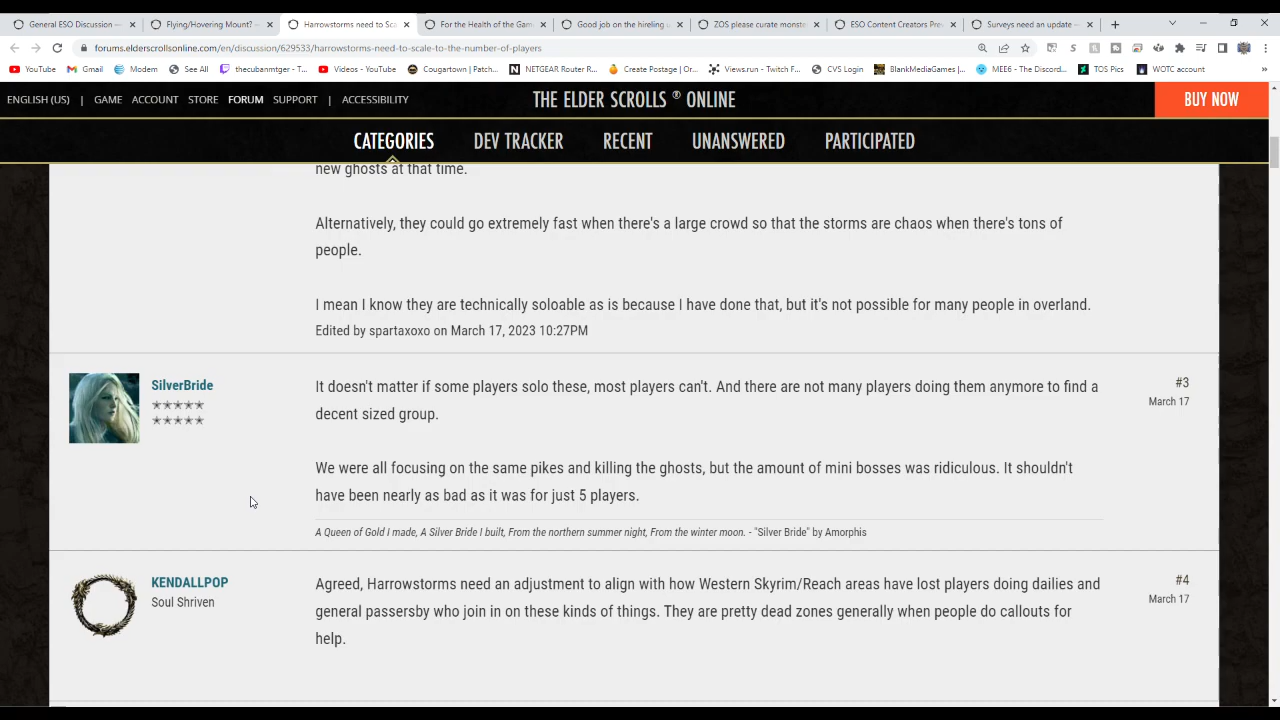 General ESO Discussion —
Flying/Hovering Mount? –
Harrowstorms need to Sca
For the Health of the Gam
Good job on the hireling u
ZOS please curate monste
ESO Content Creators Prev
Surveys need an update –
forums.elderscrollsonline.com/en/discussion/629533/harrowstorms-need-to-scale-to-the-number-of-players
YouTube
Gmail
Modem
See All
thecubanmtger - T...
Videos - YouTube
Cougartown | Patch...
NETGEAR Router R...
Create Postage | Or...
Views.run - Twitch F...
CVS Login
BlankMediaGames |...
MEE6 - The Discord...
TOS Pics
WOTC account
»
ENGLISH (US) | GAME ACCOUNT STORE FORUM SUPPORT | ACCESSIBILITY
THE ELDER SCROLLS ® ONLINE
BUY NOW
CATEGORIES DEV TRACKER RECENT UNANSWERED PARTICIPATED
new ghosts at that time.
Alternatively, they could go extremely fast when there's a large crowd so that the storms are chaos when there's tons of
people.
I mean I know they are technically soloable as is because I have done that, but it's not possible for many people in overland.
Edited by spartaxoxo on March 17, 2023 10:27PM
SilverBride
It doesn't matter if some players solo these, most players can't. And there are not many players doing them anymore to find a
decent sized group.
#3
March 17
We were all focusing on the same pikes and killing the ghosts, but the amount of mini bosses was ridiculous. It shouldn't
have been nearly as bad as it was for just 5 players.
A Queen of Gold I made, A Silver Bride I built, From the northern summer night, From the winter moon. - "Silver Bride" by Amorphis
KENDALLPOP
Soul Shriven
Agreed, Harrowstorms need an adjustment to align with how Western Skyrim/Reach areas have lost players doing dailies and
general passersby who join in on these kinds of things. They are pretty dead zones generally when people do callouts for
help.
#4
March 17